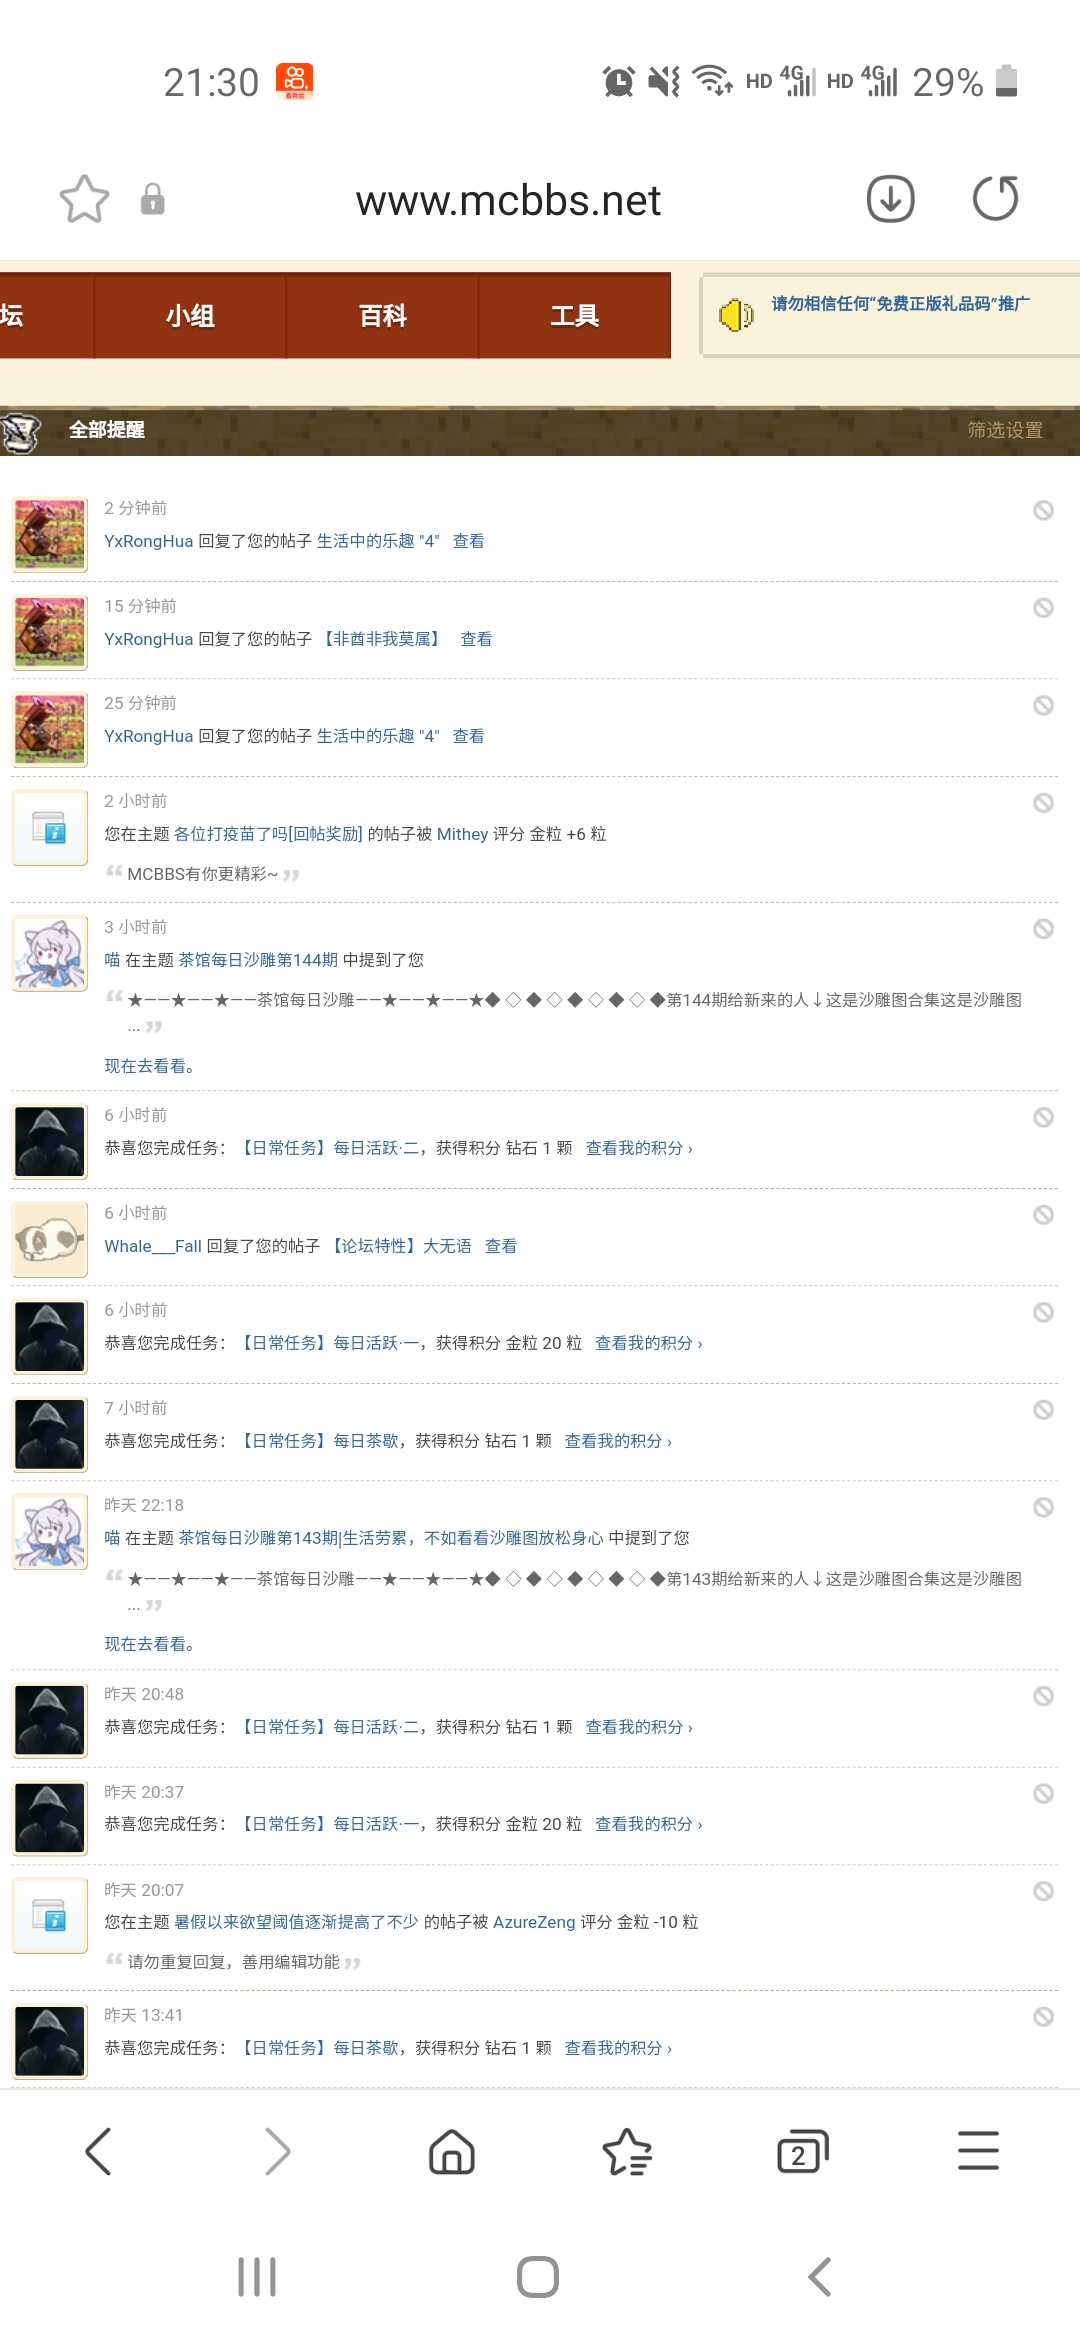 21:30
HD 4G HD 4G 29%
www.mcbbs.net
坛 小组 百科 工具
请勿相信任何“免费正版礼品码”推广
全部提醒 筛选设置
2 分钟前
YxRongHua 回复了您的帖子 生活中的乐趣 "4" 查看
15 分钟前
YxRongHua 回复了您的帖子 【非酋非我莫属】 查看
25 分钟前
YxRongHua 回复了您的帖子 生活中的乐趣 "4" 查看
2 小时前
您在主题 各位打疫苗了吗[回帖奖励] 的帖子被 Mithey 评分 金粒 +6 粒
“ MCBBS有你更精彩~ ”
3 小时前
喵 在主题 茶馆每日沙雕第144期 中提到了您
“ ★——★——★——茶馆每日沙雕——★——★——★◆ ◇ ◆ ◇ ◆ ◇ ◆ ◇ ◆第144期给新来的人↓这是沙雕图合集这是沙雕图
... ”
现在去看看。
6 小时前
恭喜您完成任务：【日常任务】每日活跃·二，获得积分 钻石 1 颗 查看我的积分 ›
6 小时前
Whale___Fall 回复了您的帖子 【论坛特性】大无语 查看
6 小时前
恭喜您完成任务：【日常任务】每日活跃·一，获得积分 金粒 20 粒 查看我的积分 ›
7 小时前
恭喜您完成任务：【日常任务】每日茶歇，获得积分 钻石 1 颗 查看我的积分 ›
昨天 22:18
喵 在主题 茶馆每日沙雕第143期|生活劳累，不如看看沙雕图放松身心 中提到了您
“ ★——★——★——茶馆每日沙雕——★——★——★◆ ◇ ◆ ◇ ◆ ◇ ◆ ◇ ◆第143期给新来的人↓这是沙雕图合集这是沙雕图
... ”
现在去看看。
昨天 20:48
恭喜您完成任务：【日常任务】每日活跃·二，获得积分 钻石 1 颗 查看我的积分 ›
昨天 20:37
恭喜您完成任务：【日常任务】每日活跃·一，获得积分 金粒 20 粒 查看我的积分 ›
昨天 20:07
您在主题 暑假以来欲望阈值逐渐提高了不少 的帖子被 AzureZeng 评分 金粒 -10 粒
“ 请勿重复回复，善用编辑功能 ”
昨天 13:41
恭喜您完成任务：【日常任务】每日茶歇，获得积分 钻石 1 颗 查看我的积分 ›
2